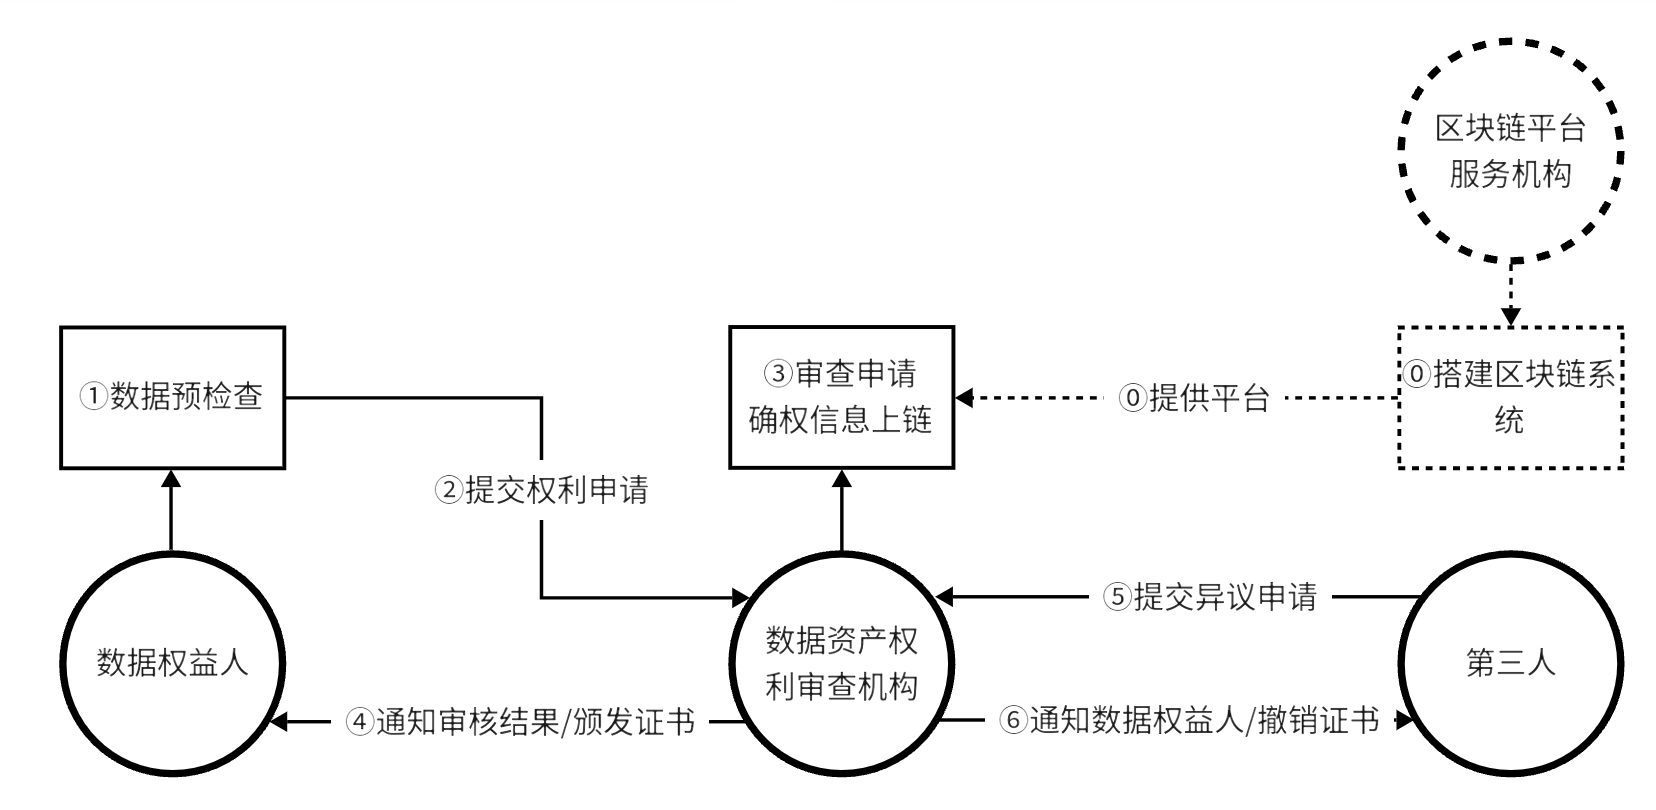 区块链平台
服务机构
①数据预检查
③审查申请
确权信息上链
⓪提供平台
⓪搭建区块链系
统
②提交权利申请
⑤提交异议申请
数据权益人
数据资产权
利审查机构
第三人
④通知审核结果/颁发证书
⑥通知数据权益人/撤销证书